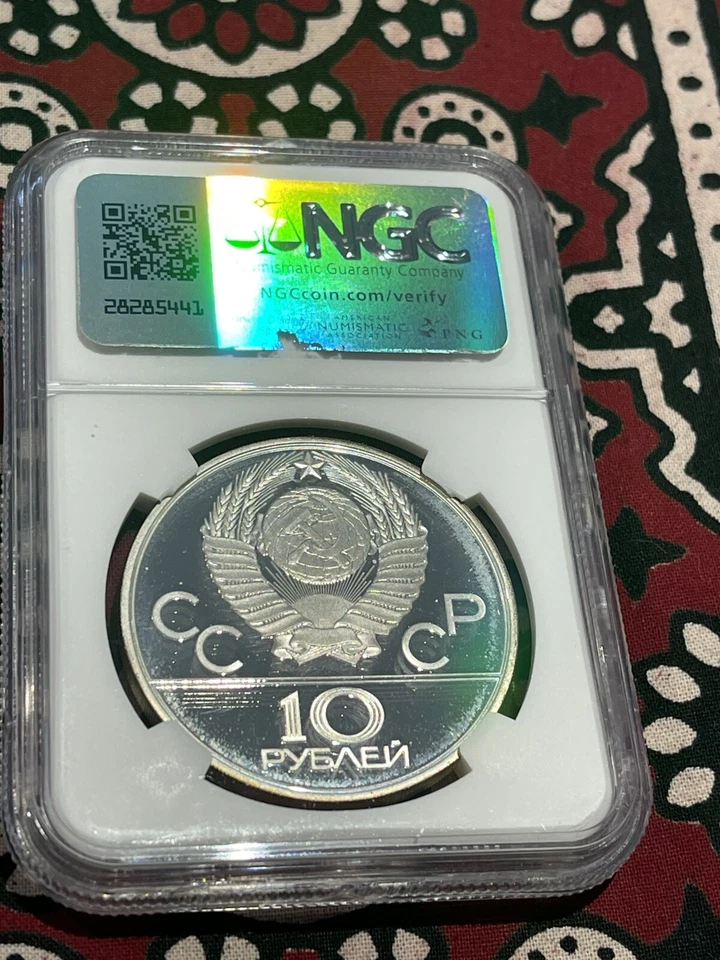 NGC
Numismatic Guaranty Company
NGCcoin.com/verify
28285441
AMERICAN
NUMISMATIC
ASSOCIATION
PNG
СССР
10
РУБЛЕЙ